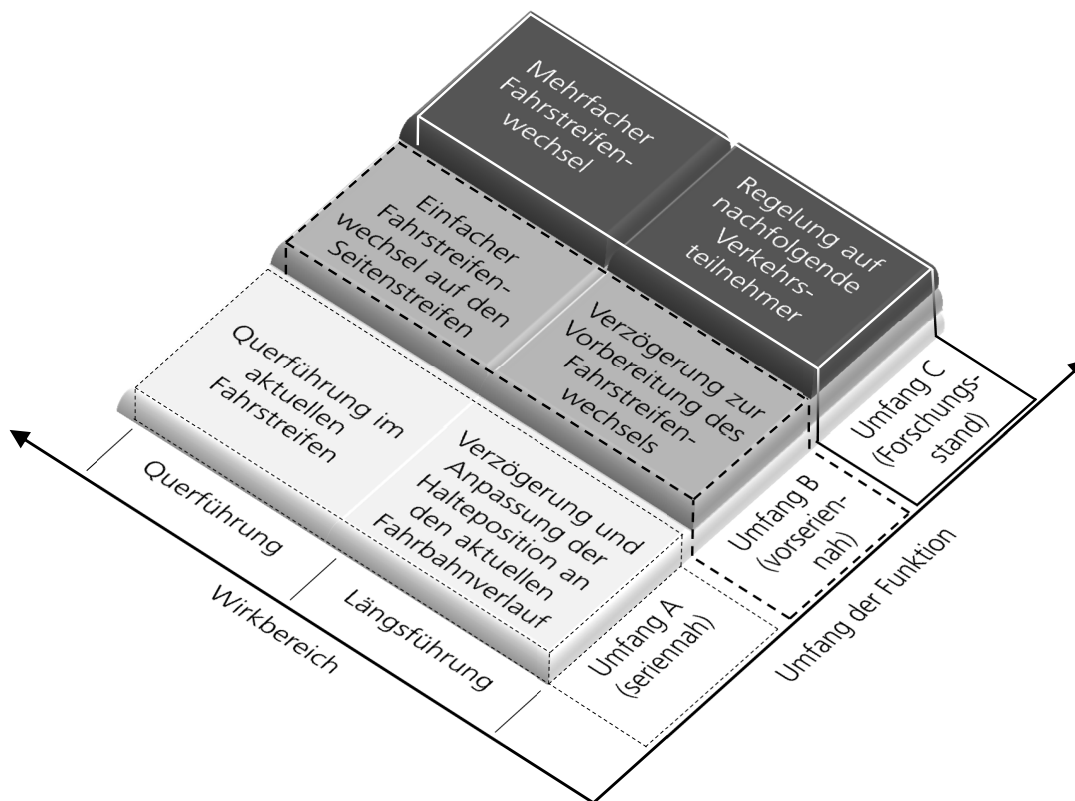 Mehrfacher
Fahrstreifen-
wechsel
Regelung auf
nachfolgende
Verkehrs-
teilnehmer
Einfacher
Fahrstreifen-
wechsel auf den
Seitenstreifen
Verzögerung zur
Vorbereitung des
Fahrstreifen-
wechsels
Querführung im
aktuellen
Fahrstreifen
Verzögerung und
Anpassung der
Halteposition an
den aktuellen
Fahrbahnverlauf
Umfang C
(Forschungs-
stand)
Umfang B
(vorserien-
nah)
Umfang A
(seriennah)
Querführung
Längsführung
Wirkbereich
Umfang der Funktion